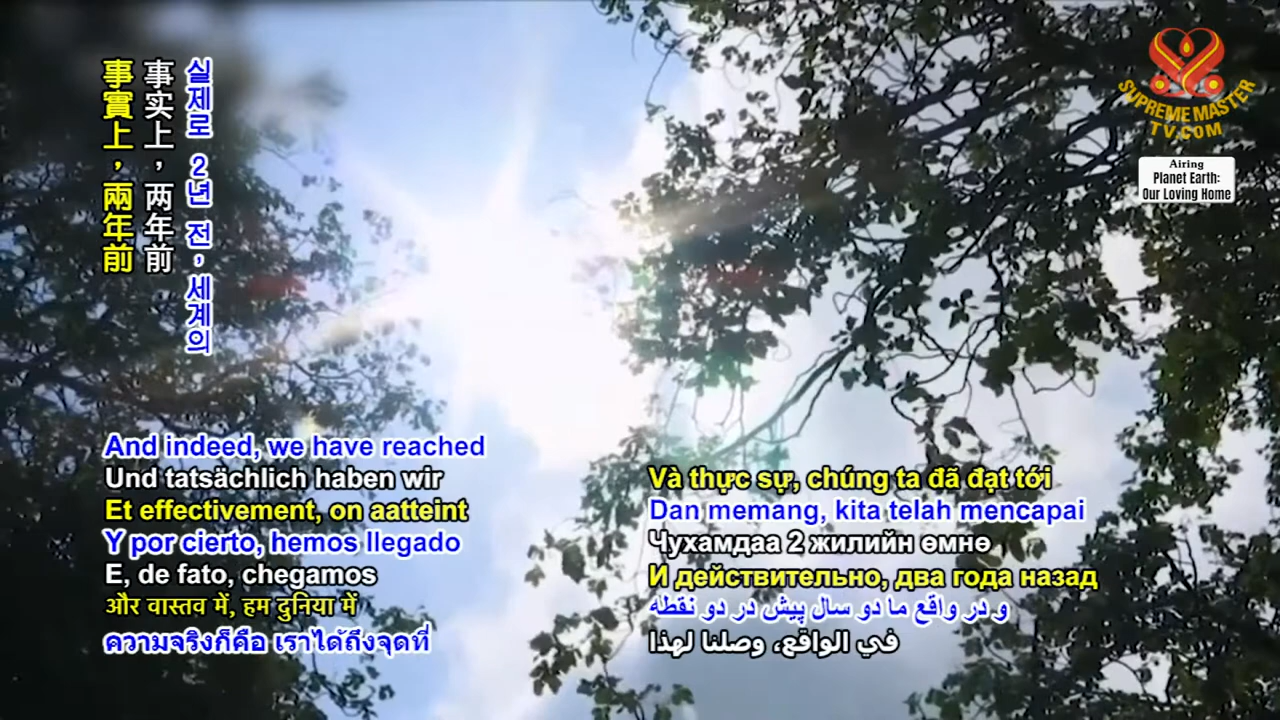 事實上，兩年前
事实上，两年前
실제로 2년 전, 세계의
SUPREME MASTER
TV.COM
Airing
Planet Earth:
Our Loving Home
And indeed, we have reached
Und tatsächlich haben wir
Et effectivement, on aatteint
Y por cierto, hemos llegado
E, de fato, chegamos
और वास्तव में, हम दुनिया में
ความจริงก็คือ เราได้ถึงจุดที่
Và thực sự, chúng ta đã đạt tới
Dan memang, kita telah mencapai
Чухамдаа 2 жилийн өмнө
И действительно, два года назад
و در واقع ما دو سال پیش در دو نقطه
في الواقع، وصلنا لهذا